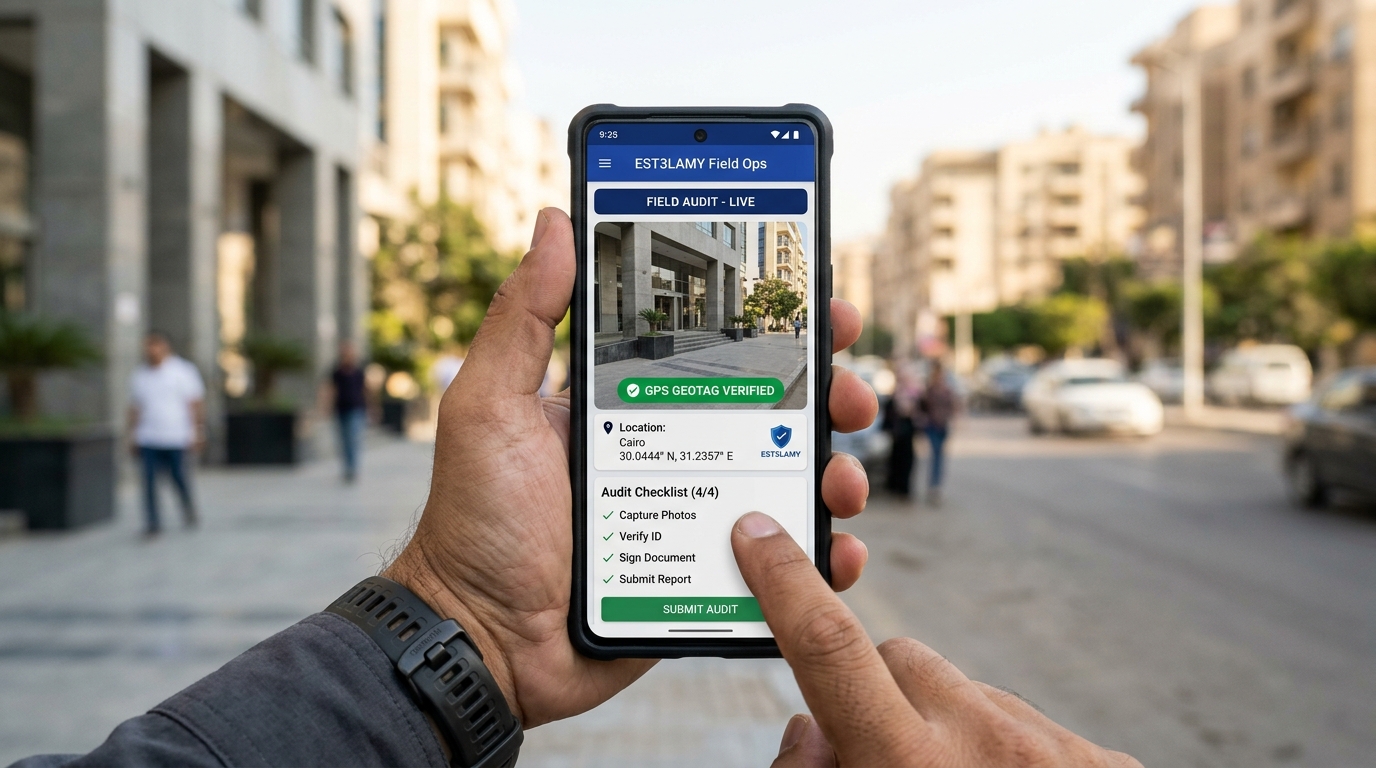 9:25
EST3LAMY Field Ops
FIELD AUDIT - LIVE
GPS GEOTAG VERIFIED
Location:
Cairo
30.0444" N, 31.2357" E
ESTSLAMY
Audit Checklist (4/4)
Capture Photos
Verify ID
Sign Document
Submit Report
SUBMIT AUDIT